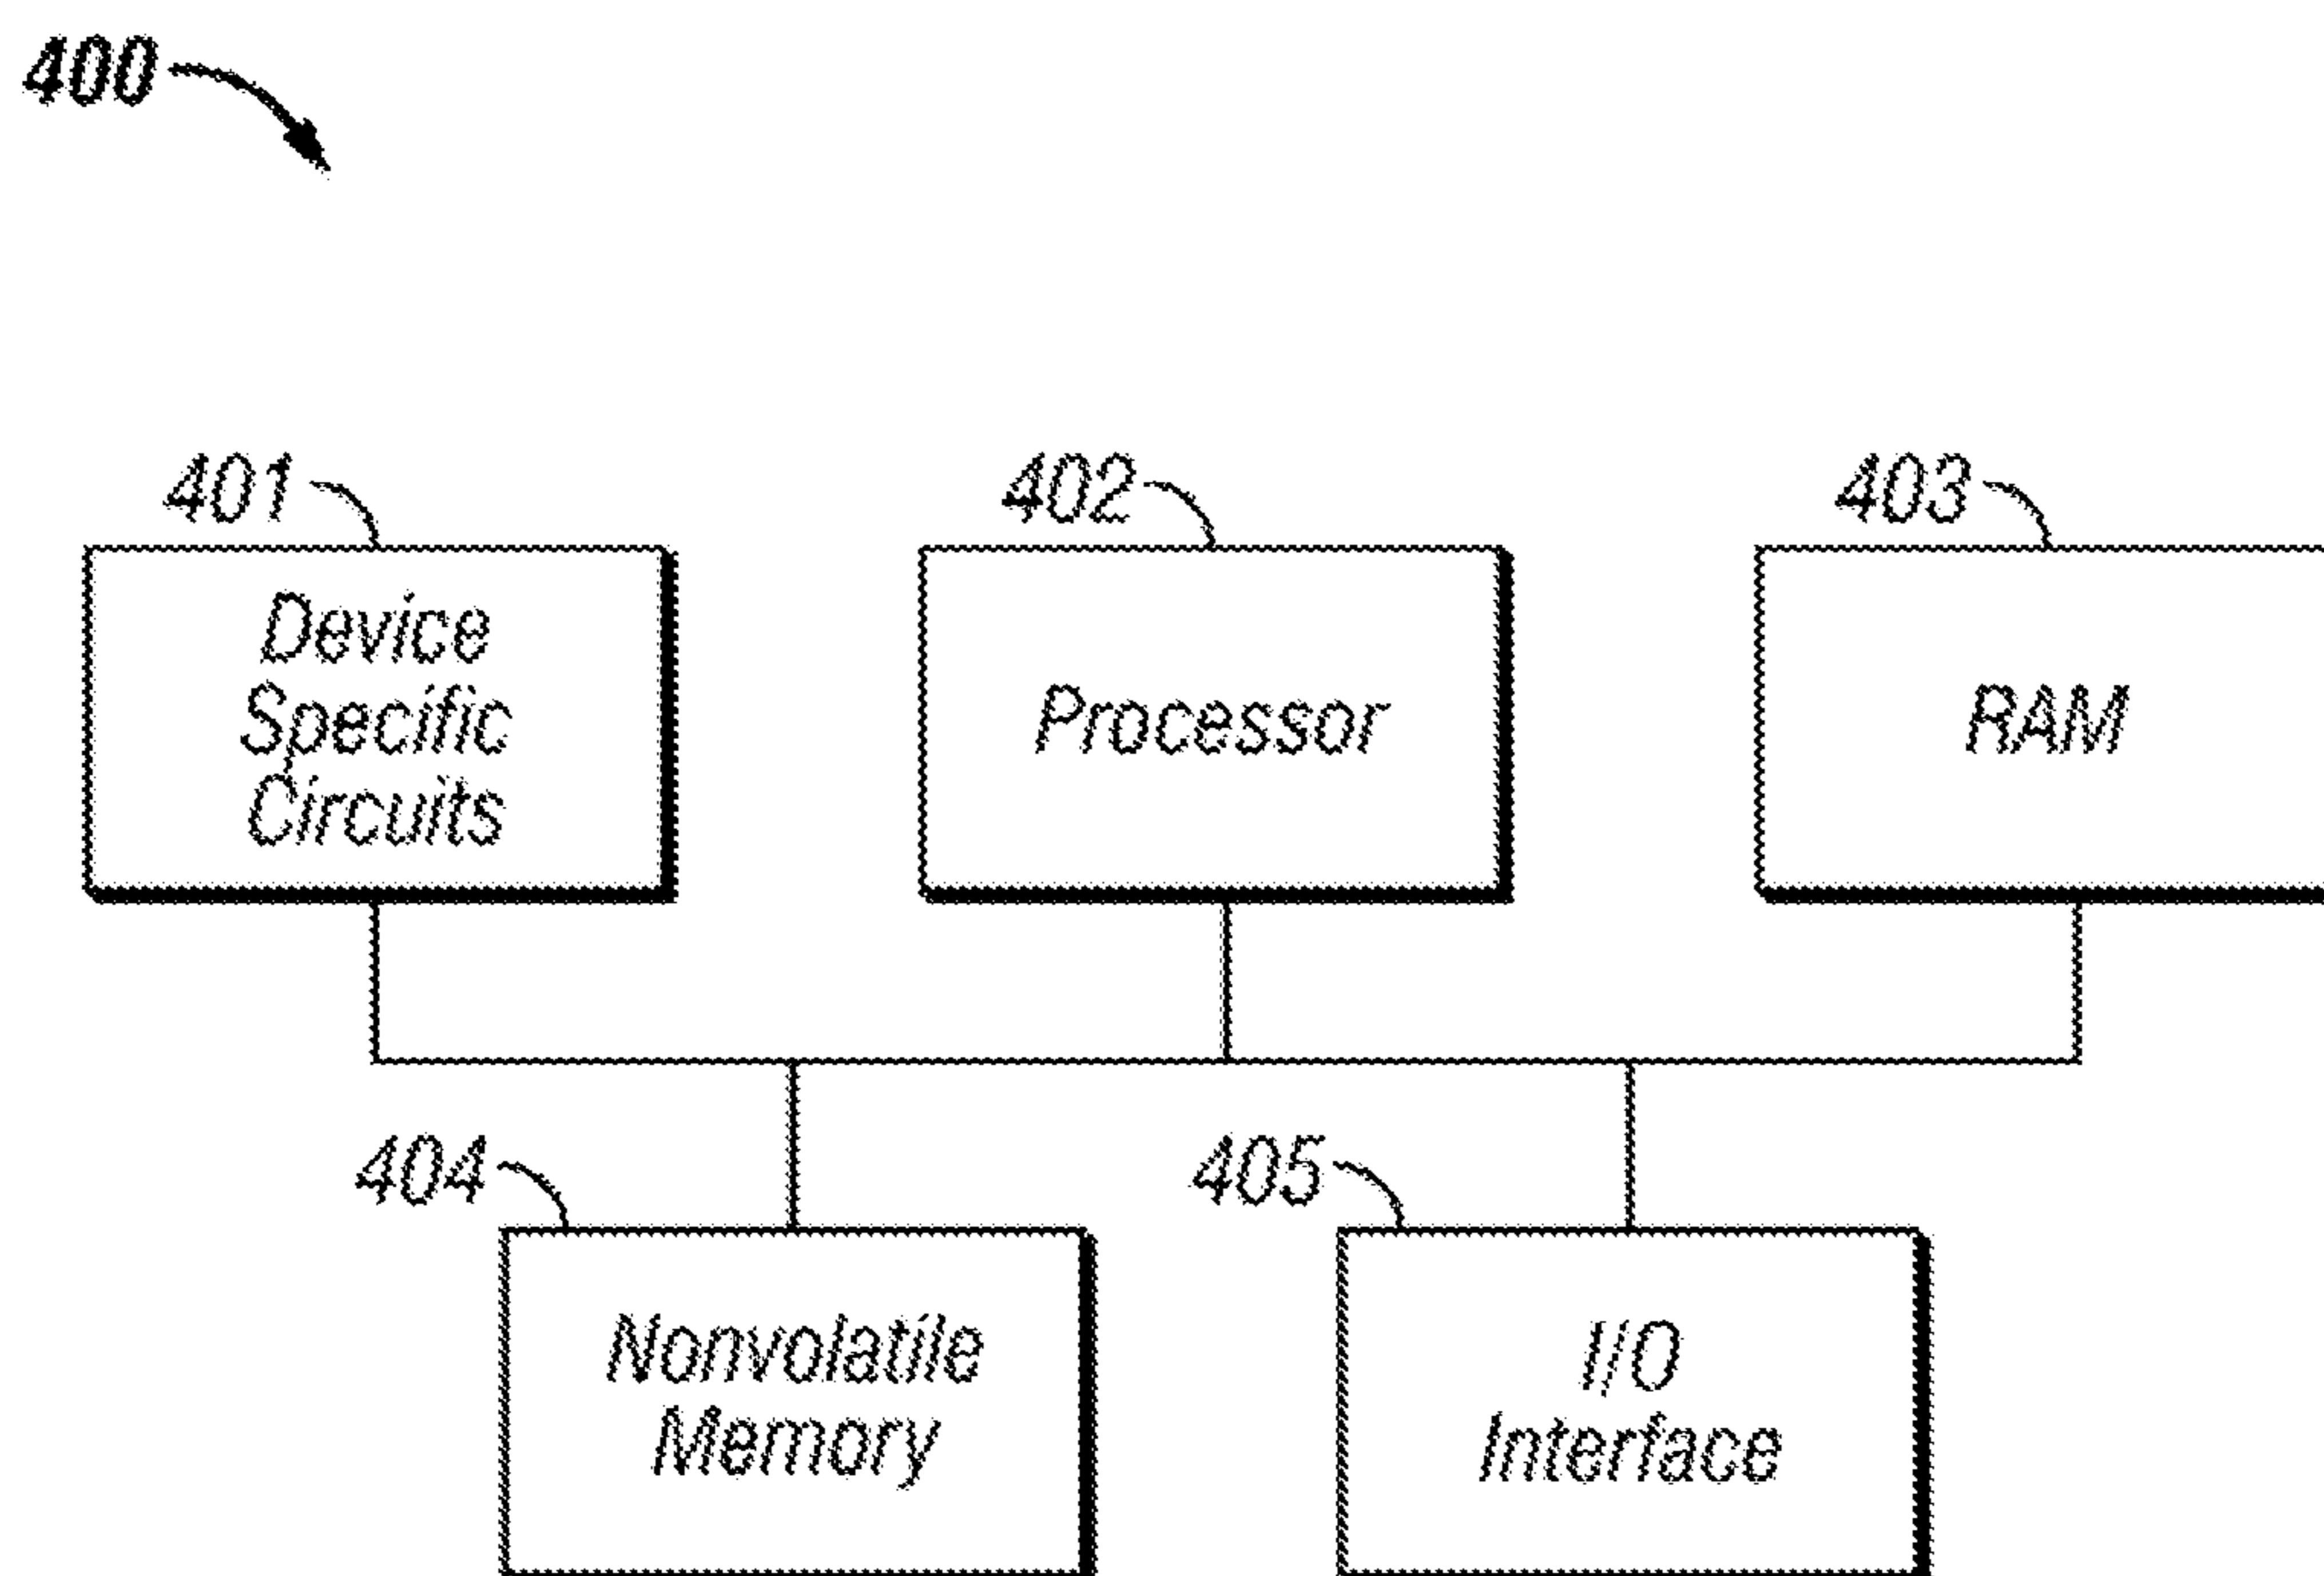 400
401
402
403
Device
Specific
Circuits
Processor
RAM
404
405
Nonvolatile
Memory
I/O
Interface